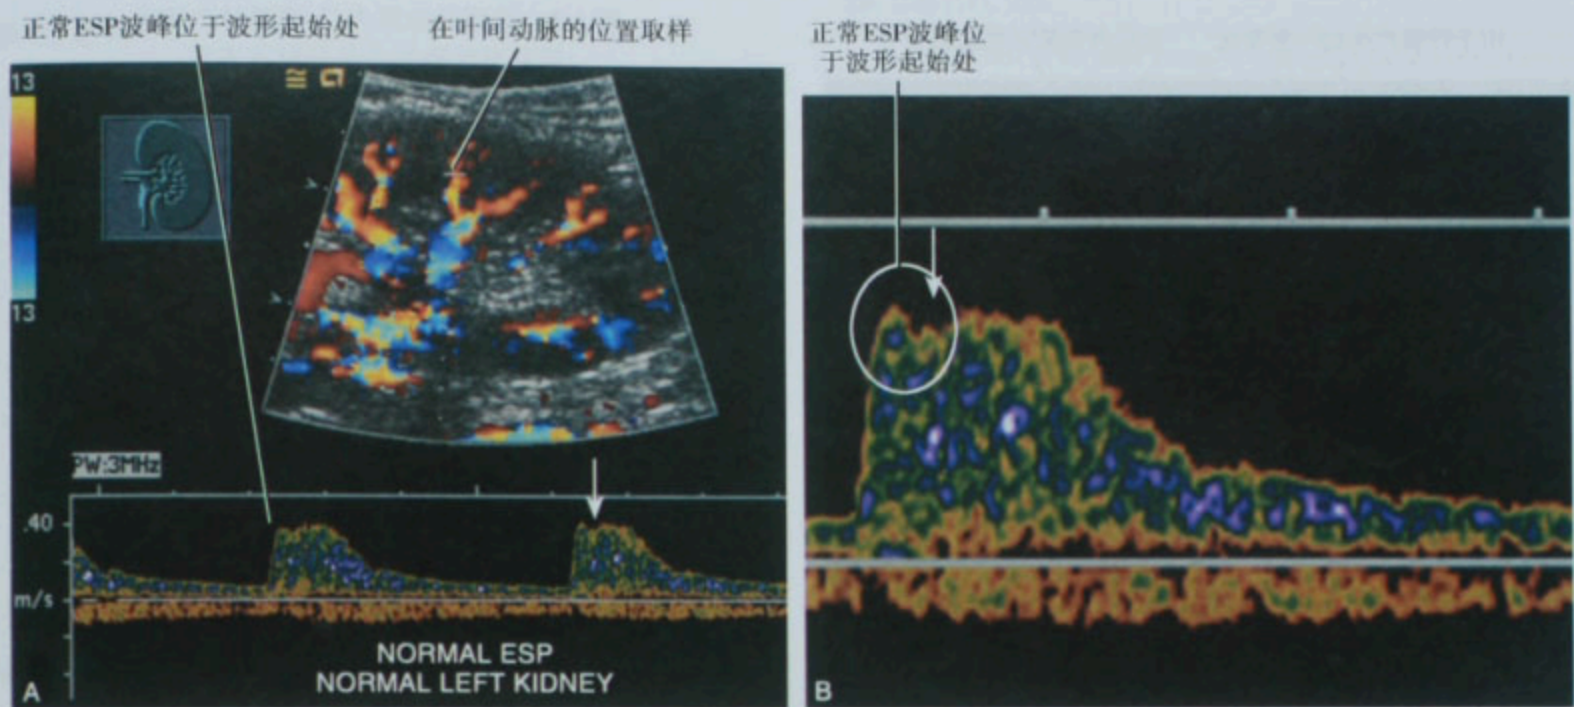 正常ESP波峰位于波形起始处
在叶间动脉的位置取样
正常ESP波峰位
于波形起始处
13
13
PW:3MHz
.40
m/s
NORMAL ESP
NORMAL LEFT KIDNEY
A
B